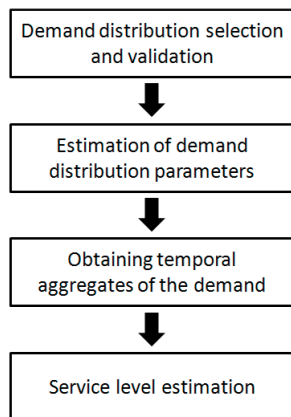 Demand distribution selection
and validation
Estimation of demand
distribution parameters
Obtaining temporal
aggregates of the demand
Service level estimation